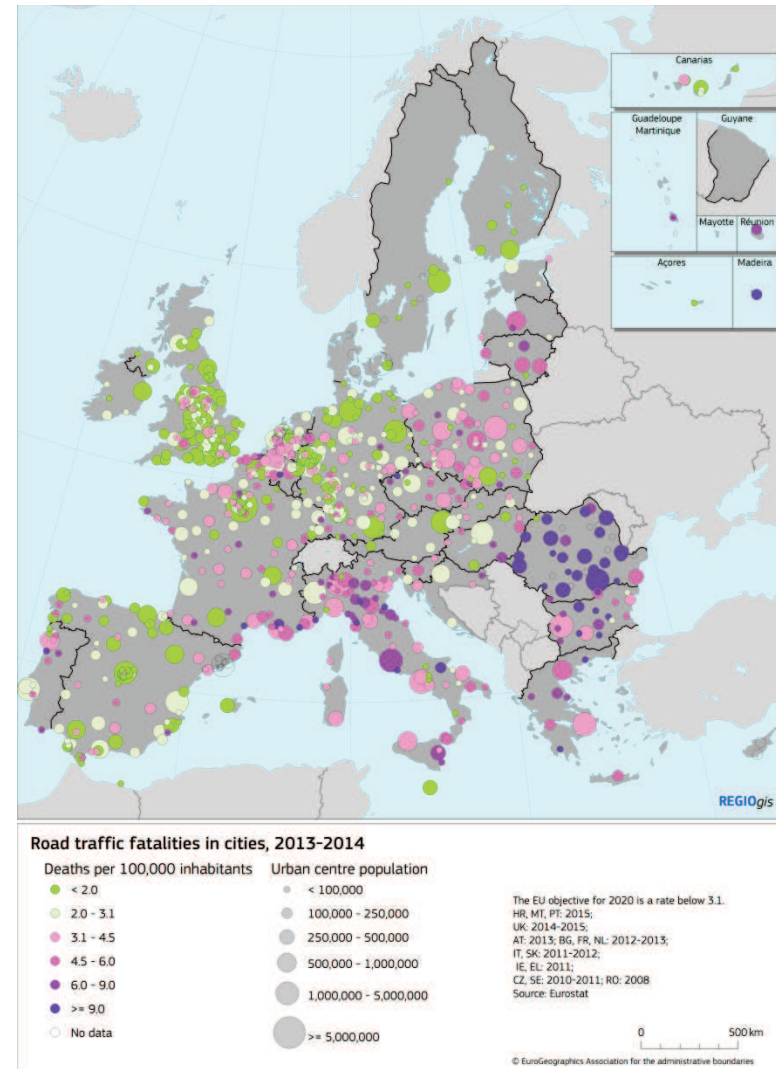 Canarias
Guadeloupe
Martinique
Guyane
Mayotte
Réunion
Açores
Madeira
REGIOgis
Road traffic fatalities in cities, 2013-2014
Deaths per 100,000 inhabitants
< 2.0
2.0 - 3.1
3.1 - 4.5
4.5 - 6.0
6.0 - 9.0
>= 9.0
No data
Urban centre population
< 100,000
100,000 - 250,000
250,000 - 500,000
500,000 - 1,000,000
1,000,000 - 5,000,000
>= 5,000,000
The EU objective for 2020 is a rate below 3.1.
HR, MT, PT: 2015;
UK: 2014-2015;
AT: 2013; BG, FR, NL: 2012-2013;
IT, SK: 2011-2012;
IE, EL: 2011;
CZ, SE: 2010-2011; RO: 2008
Source: Eurostat
0 500 km
© EuroGeographics Association for the administrative boundaries